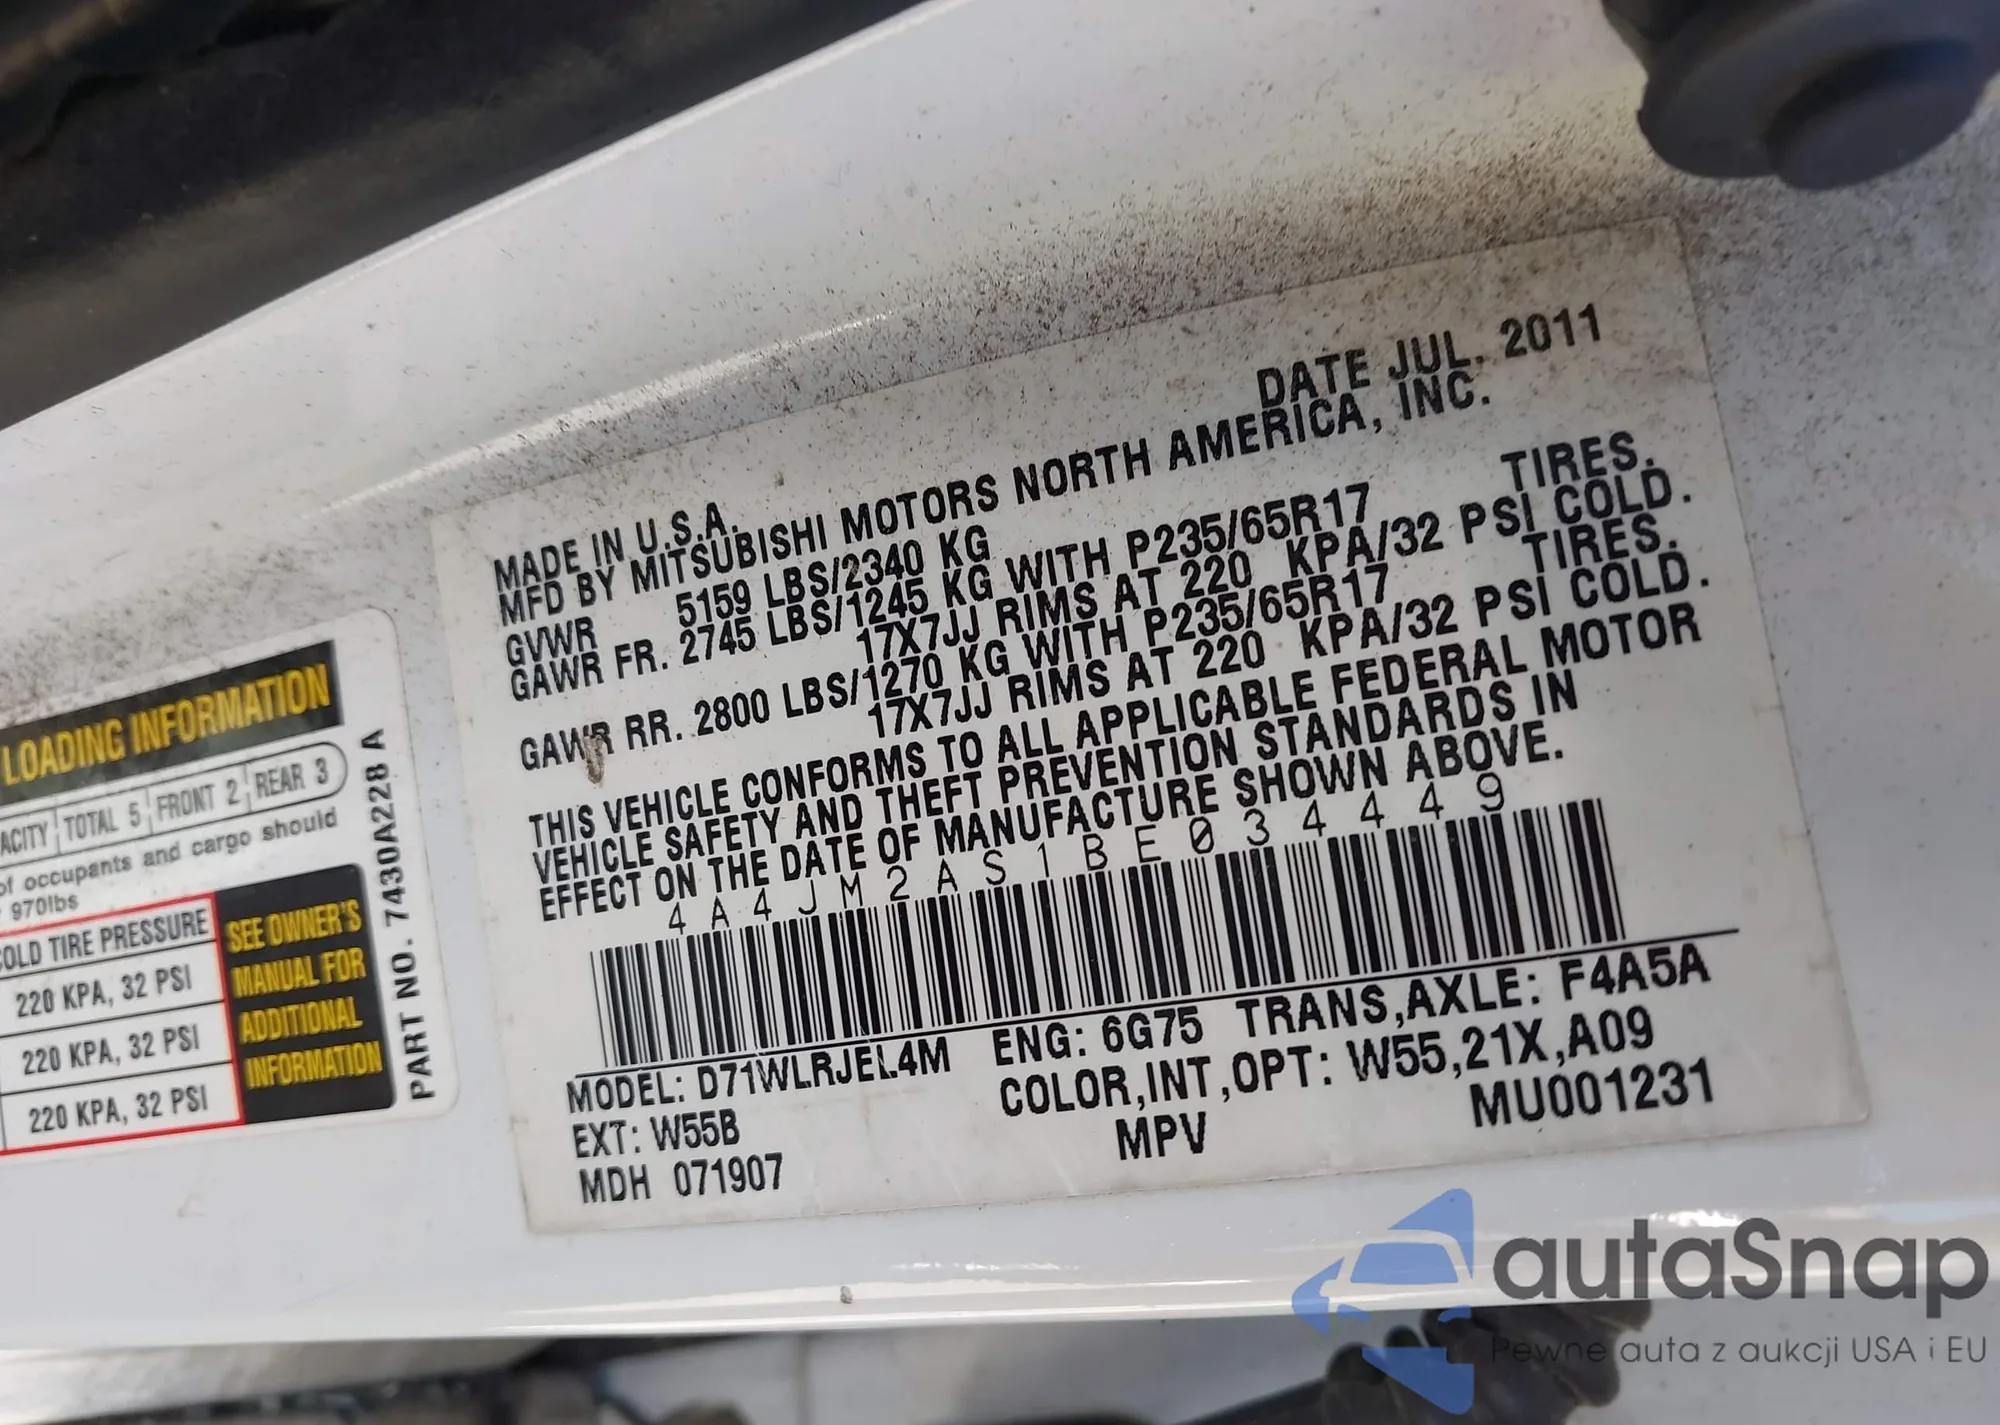 LOADING INFORMATION
ACITY TOTAL 5 FRONT 2 REAR 3
of occupants and cargo should
970lbs
OLD TIRE PRESSURE
220 KPA, 32 PSI
220 KPA, 32 PSI
220 KPA, 32 PSI
SEE OWNER'S
MANUAL FOR
ADDITIONAL
INFORMATION
PART NO. 7430A228 A
MADE IN U.S.A. DATE JUL. 2011
MFD BY MITSUBISHI MOTORS NORTH AMERICA, INC.
GVWR 5159 LBS/2340 KG
GAWR FR. 2745 LBS/1245 KG WITH P235/65R17 TIRES.
17X7JJ RIMS AT 220 KPA/32 PSI COLD.
GAWR RR. 2800 LBS/1270 KG WITH P235/65R17 TIRES.
17X7JJ RIMS AT 220 KPA/32 PSI COLD.
THIS VEHICLE CONFORMS TO ALL APPLICABLE FEDERAL MOTOR
VEHICLE SAFETY AND THEFT PREVENTION STANDARDS IN
EFFECT ON THE DATE OF MANUFACTURE SHOWN ABOVE.
4A4JM2AS1BE034449
MODEL: D71WLRJEL4M ENG: 6G75 TRANS,AXLE: F4A5A
EXT: W55B COLOR,INT,OPT: W55,21X,A09
MDH 071907 MPV MU001231
autaSnap
Pewne auta z aukcji USA i EU